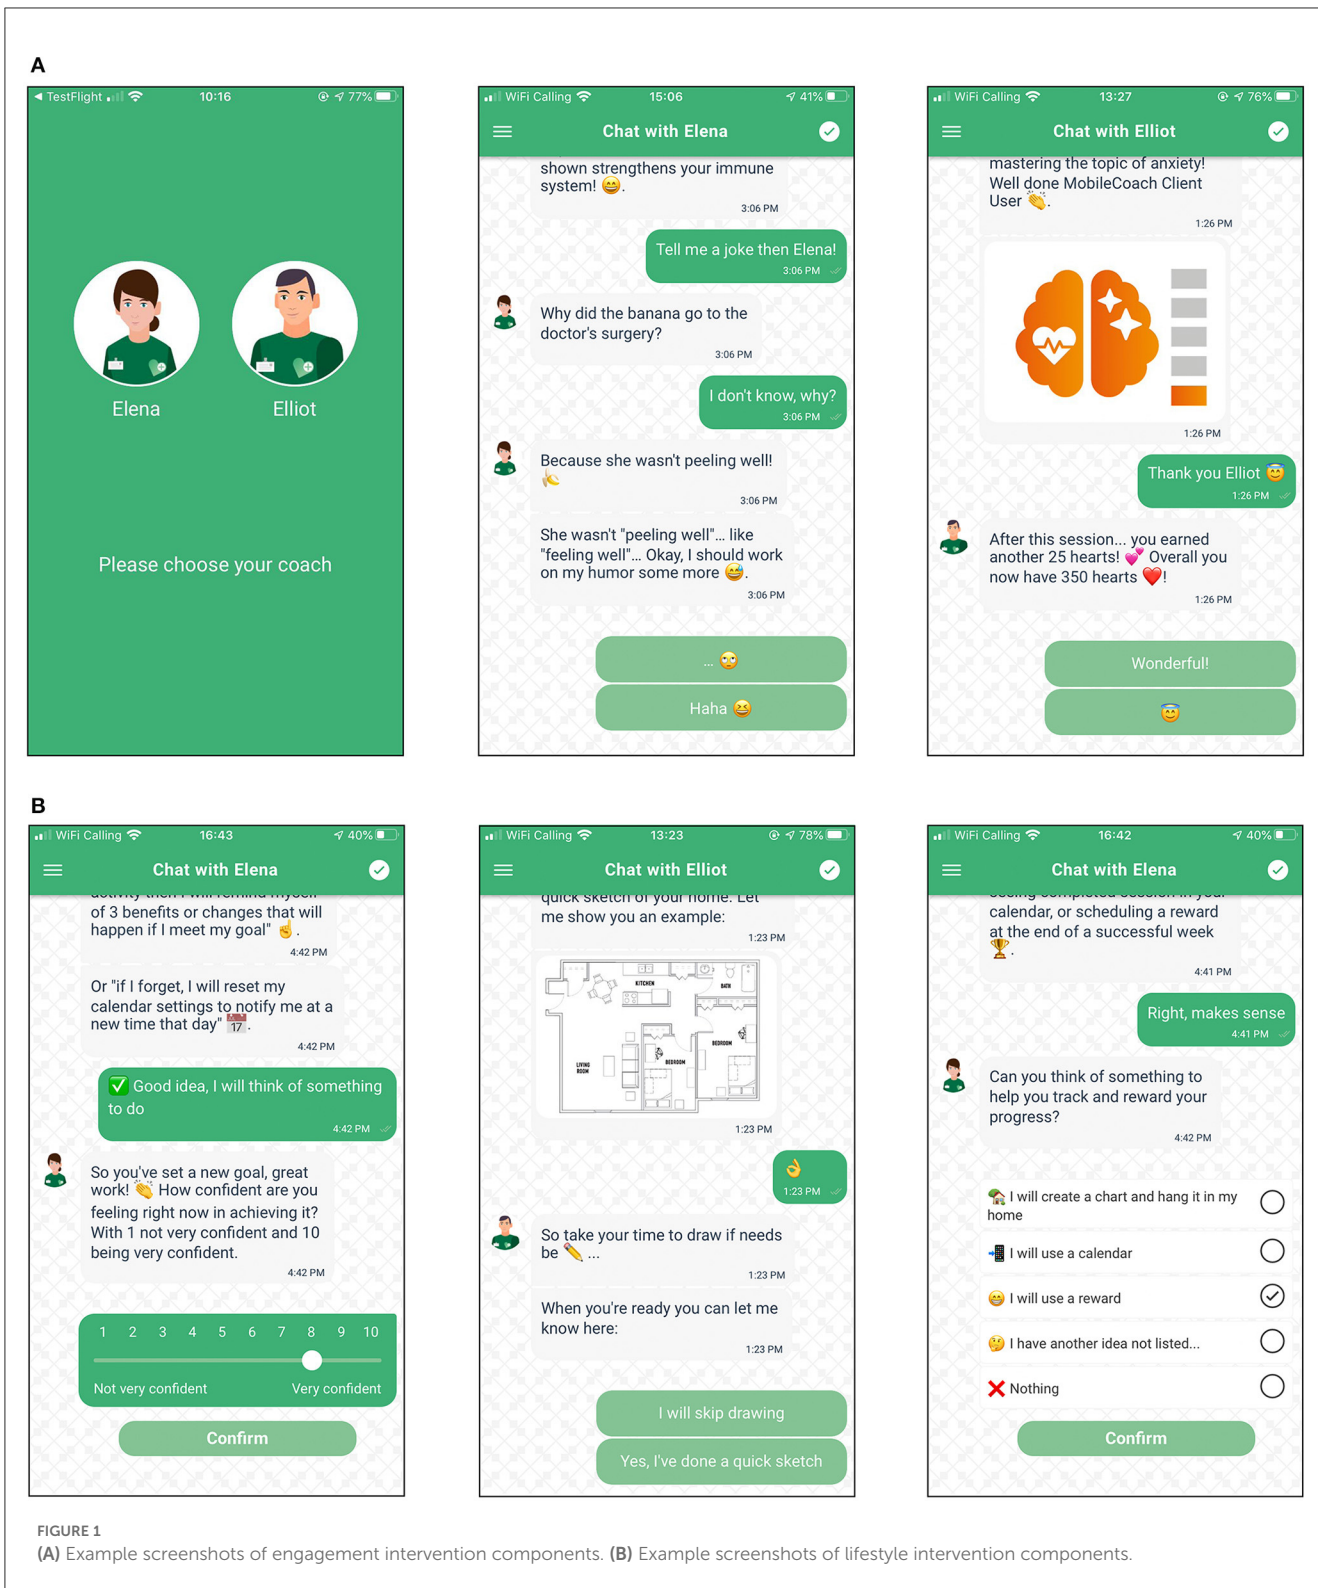 A
TestFlight
10:16
77%
Elena
Elliot
Please choose your coach
WiFi Calling
15:06
41%
Chat with Elena
shown strengthens your immune
system! 😄.
3:06 PM
Tell me a joke then Elena!
3:06 PM
Why did the banana go to the
doctor's surgery?
3:06 PM
I don't know, why?
3:06 PM
Because she wasn't peeling well!
🍌
3:06 PM
She wasn't "peeling well"... like
"feeling well"... Okay, I should work
on my humor some more 😅.
3:06 PM
... 🙄
Haha 😆
WiFi Calling
13:27
76%
Chat with Elliot
mastering the topic of anxiety!
Well done MobileCoach Client
User 👏.
1:26 PM
1:26 PM
Thank you Elliot 😇
1:26 PM
After this session... you earned
another 25 hearts! 💕 Overall you
now have 350 hearts ❤️!
1:26 PM
Wonderful!
😇
B
WiFi Calling
16:43
40%
Chat with Elena
activity then I will remind myself
of 3 benefits or changes that will
happen if I meet my goal" ☝️.
4:42 PM
Or "if I forget, I will reset my
calendar settings to notify me at a
new time that day" 📅.
4:42 PM
✅ Good idea, I will think of something
to do
4:42 PM
So you've set a new goal, great
work! 👏 How confident are you
feeling right now in achieving it?
With 1 not very confident and 10
being very confident.
4:42 PM
1 2 3 4 5 6 7 8 9 10
Not very confident
Very confident
Confirm
WiFi Calling
13:23
78%
Chat with Elliot
quick sketch of your home. Let
me show you an example:
1:23 PM
KITCHEN
BATH
LIVING
ROOM
BEDROOM
BEDROOM
1:23 PM
👌
1:23 PM
So take your time to draw if needs
be ✏️ ...
1:23 PM
When you're ready you can let me
know here:
1:23 PM
I will skip drawing
Yes, I've done a quick sketch
WiFi Calling
16:42
40%
Chat with Elena
seeing completed session in your
calendar, or scheduling a reward
at the end of a successful week
🏆.
4:41 PM
Right, makes sense
4:41 PM
Can you think of something to
help you track and reward your
progress?
4:42 PM
🏡 I will create a chart and hang it in my
home
📲 I will use a calendar
😁 I will use a reward
🤔 I have another idea not listed...
❌ Nothing
Confirm
FIGURE 1
(A) Example screenshots of engagement intervention components. (B) Example screenshots of lifestyle intervention components.